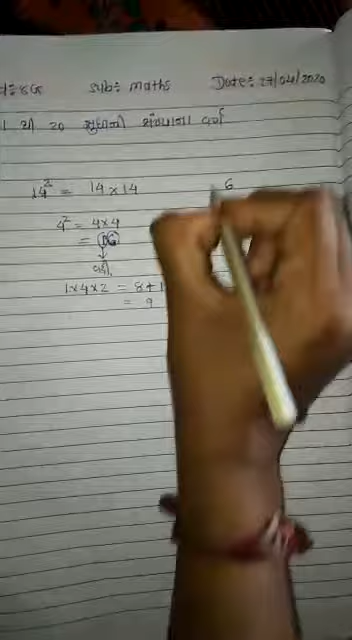 Sub:- maths Date:- 27/04/2020
1 થી 20 સુધીની સંખ્યાના વર્ગ
14² = 14 × 14 6
4² = 4×4
= 16
વદી,
1×4×2 = 8+1
= 9